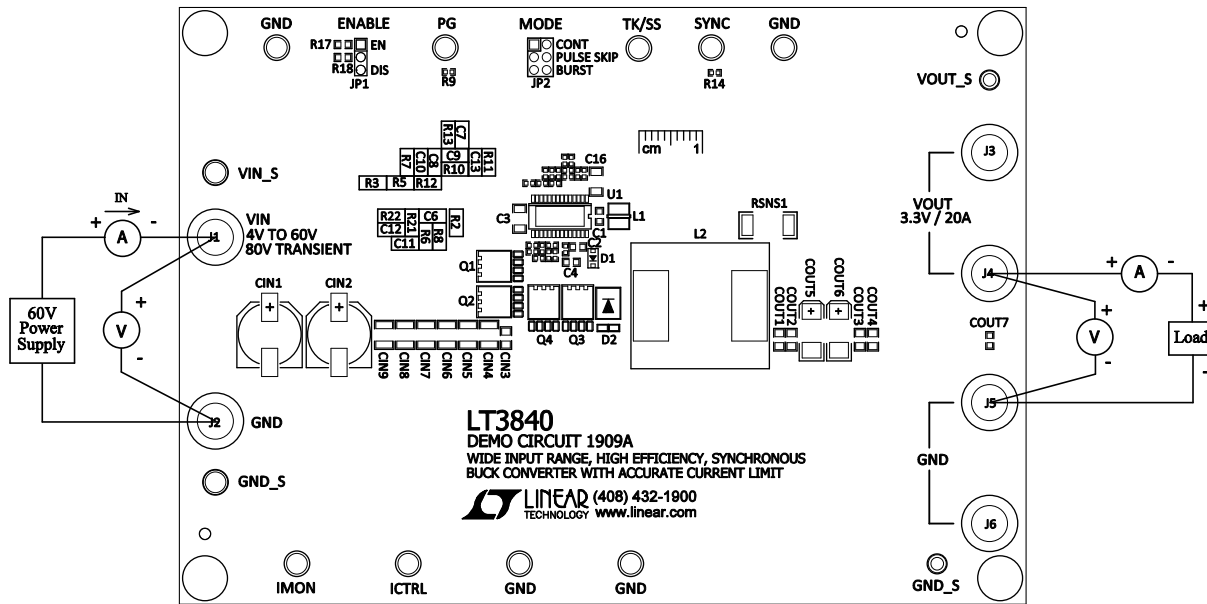 GND
ENABLE
PG
MODE
TK/SS
SYNC
GND
R17
EN
R18
DIS
JP1
R9
CONT
PULSE SKIP
BURST
JP2
R14
VOUT_S
R13
C7
cm 1
R7
C10
C8
C9
R10
C13
R11
R3
R5
R12
C16
VIN_S
J3
IN
+ A -
J1
VIN
4V TO 60V
80V TRANSIENT
R22
C6
R2
C12
R21
C11
R6
R8
C3
U1
L1
C1
C2
D1
C4
RSNS1
L2
VOUT
3.3V / 20A
J4
+ A -
Q1
Q2
CIN1
CIN2
+
+
60V
Power
Supply
+
V
-
Q4
Q3
D2
COUT5
COUT6
+
+
COUT1
COUT2
COUT3
COUT4
COUT7
+
V
-
+
Load
-
CIN9
CIN8
CIN7
CIN6
CIN5
CIN4
CIN3
J2
GND
J5
LT3840
DEMO CIRCUIT 1909A
WIDE INPUT RANGE, HIGH EFFICIENCY, SYNCHRONOUS
BUCK CONVERTER WITH ACCURATE CURRENT LIMIT
GND
GND_S
LINEAR (408) 432-1900
TECHNOLOGY www.linear.com
J6
IMON
ICTRL
GND
GND
GND_S